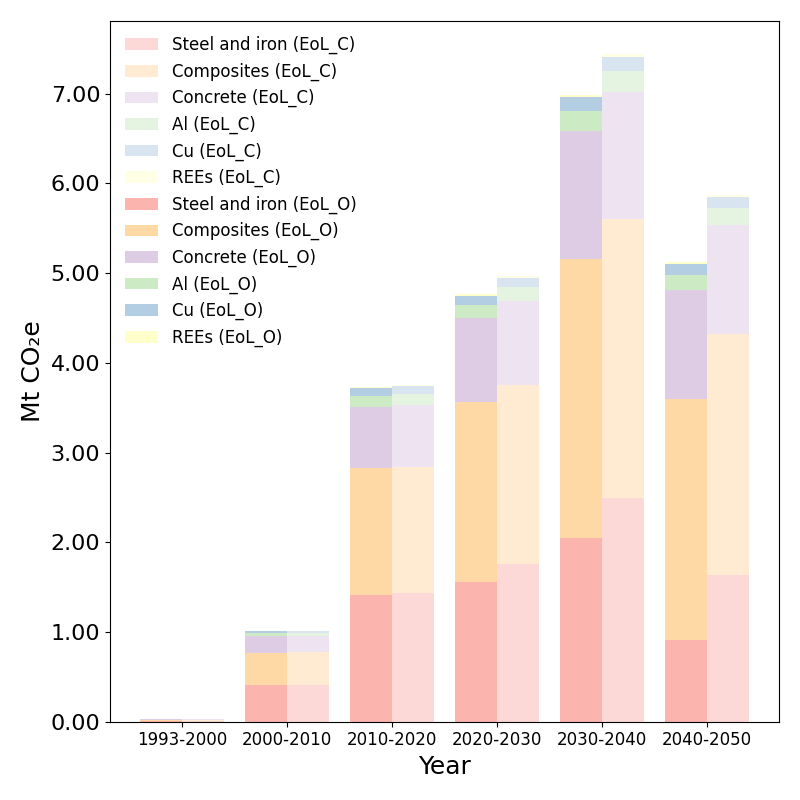 Steel and iron (EoL_C)
Composites (EoL_C)
Concrete (EoL_C)
Al (EoL_C)
Cu (EoL_C)
REEs (EoL_C)
Steel and iron (EoL_O)
Composites (EoL_O)
Concrete (EoL_O)
Al (EoL_O)
Cu (EoL_O)
REEs (EoL_O)
Mt CO₂e
7.00
6.00
5.00
4.00
3.00
2.00
1.00
0.00
1993-2000 2000-2010 2010-2020 2020-2030 2030-2040 2040-2050
Year